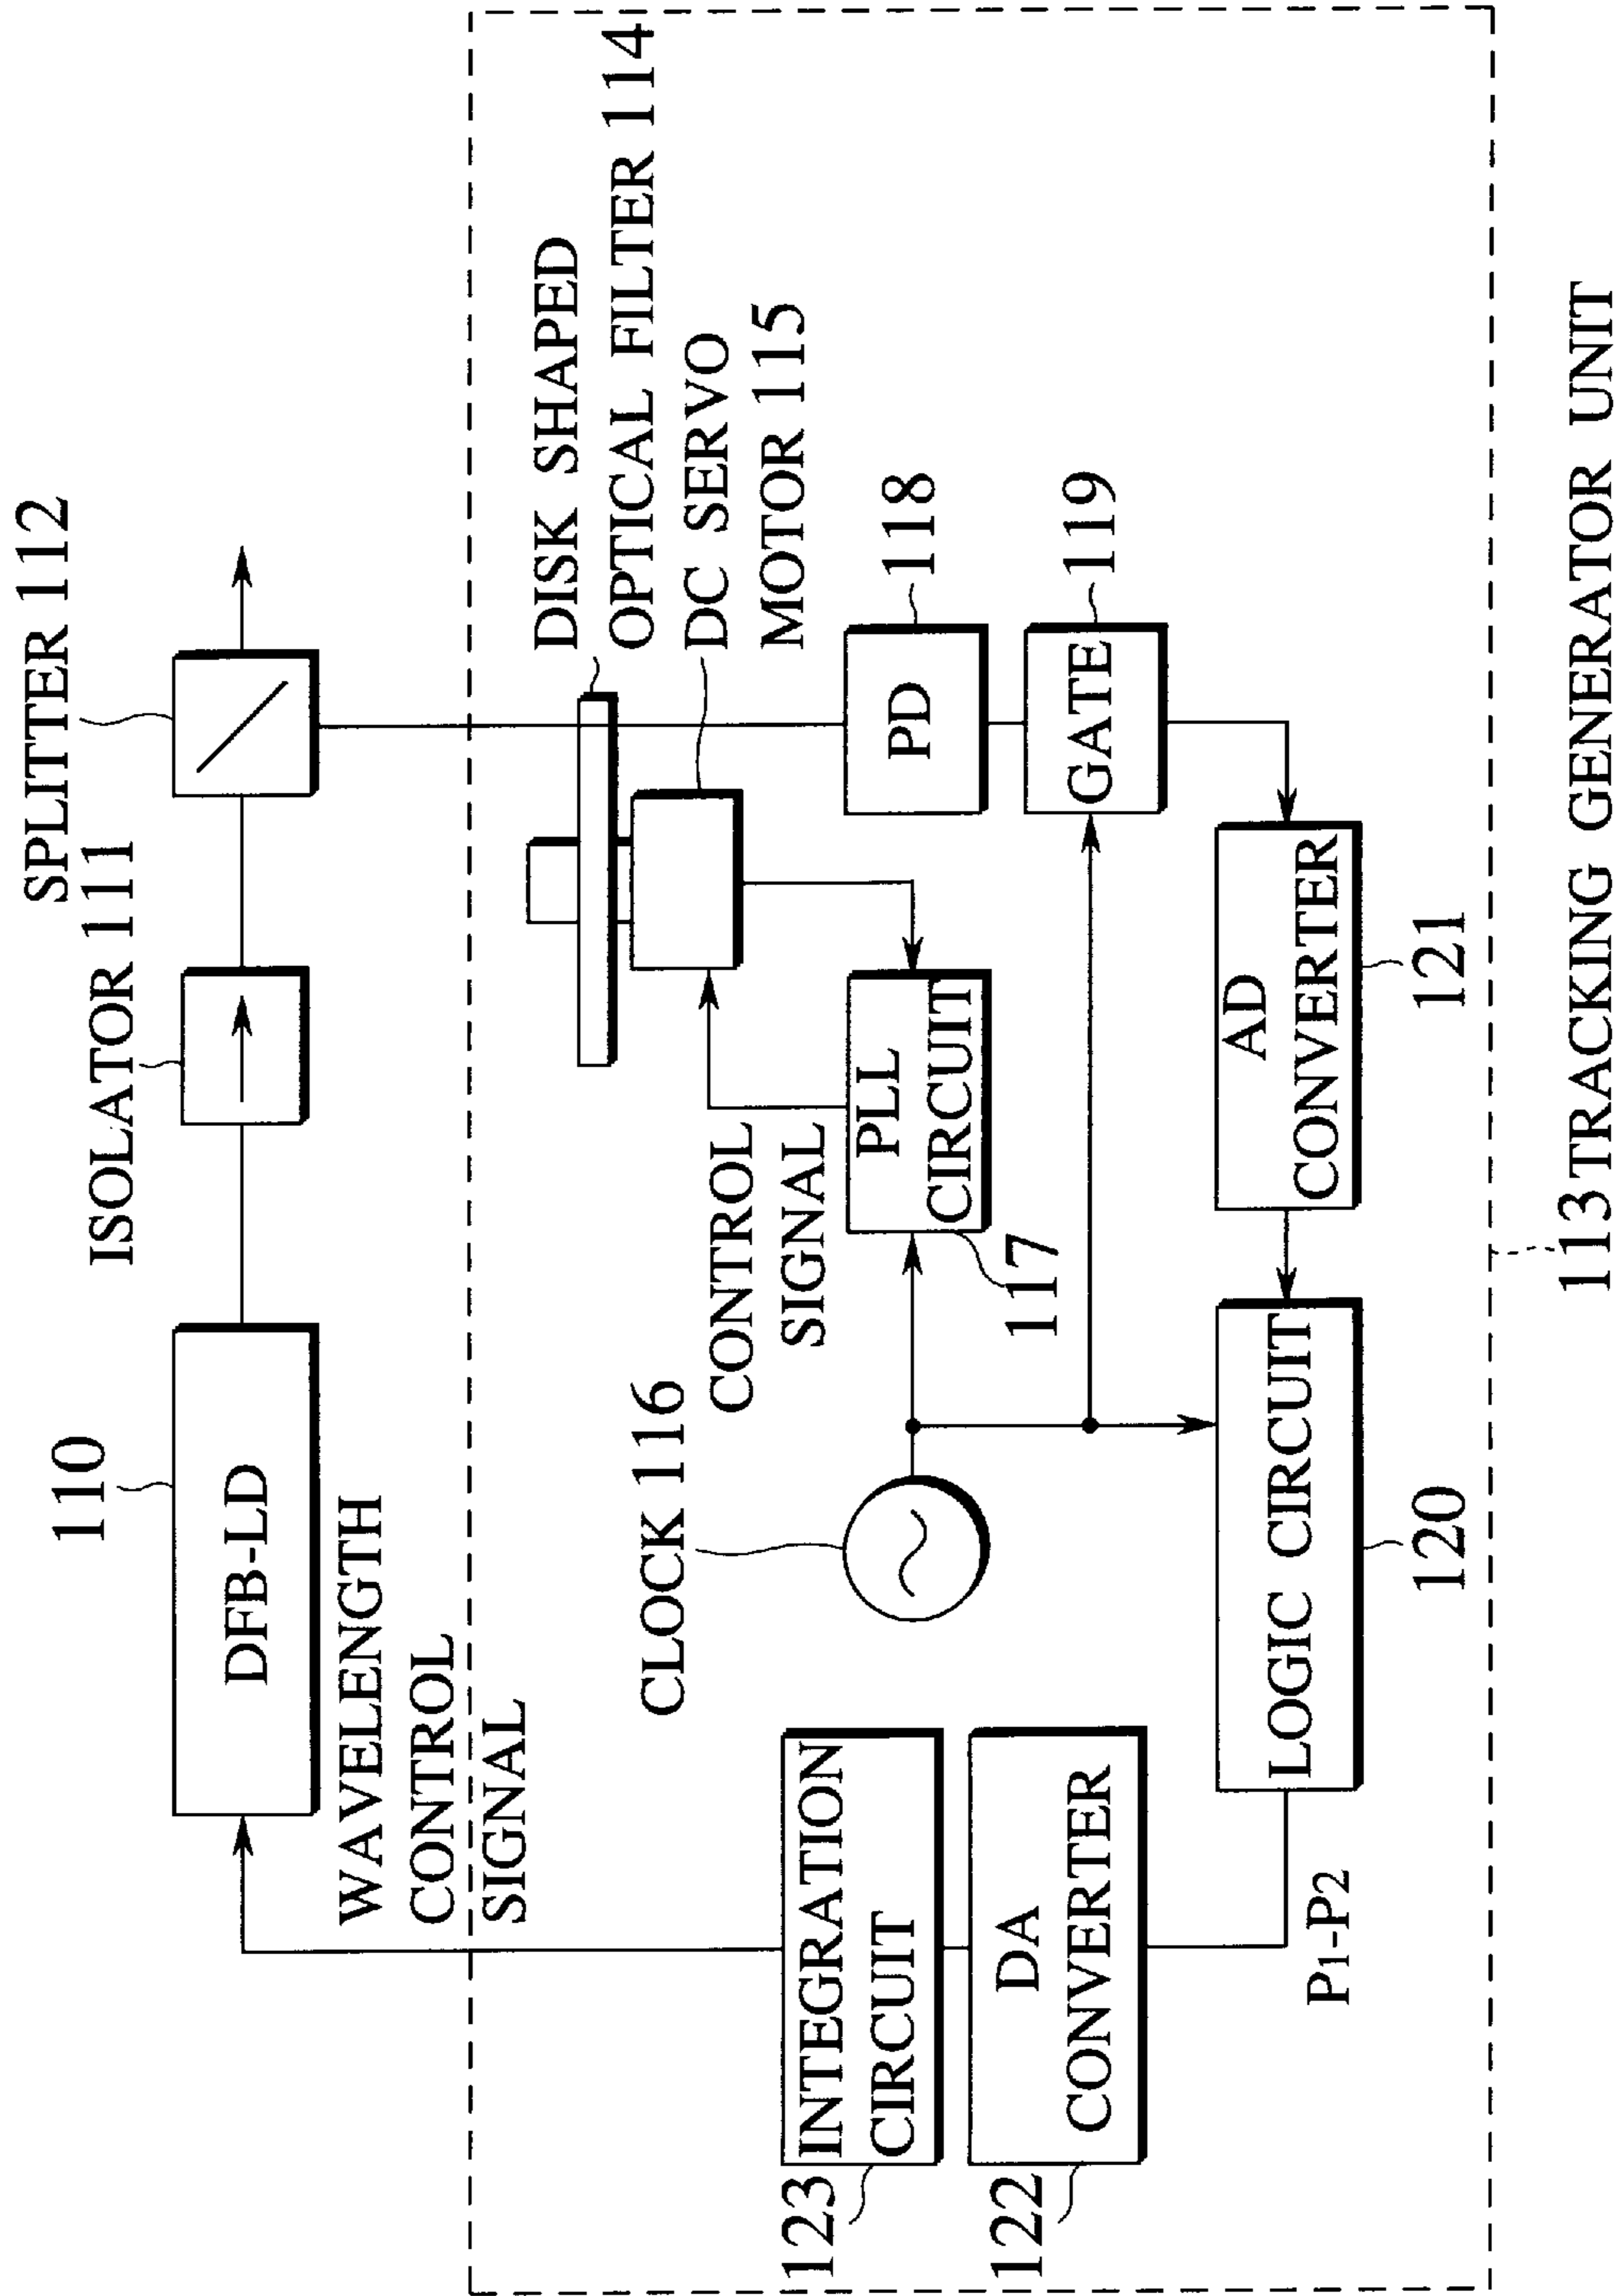 SPLITTER 112
ISOLATOR 111
110
DFB-LD
WAVELENGTH
CONTROL
SIGNAL
DISK SHAPED
OPTICAL FILTER 114
DC SERVO
MOTOR 115
CONTROL
SIGNAL
CLOCK 116
PLL
CIRCUIT
117
PD
118
GATE
119
INTEGRATION
CIRCUIT
123
DA
CONVERTER
122
P1-P2
LOGIC CIRCUIT
120
AD
CONVERTER
121
113 TRACKING GENERATOR UNIT